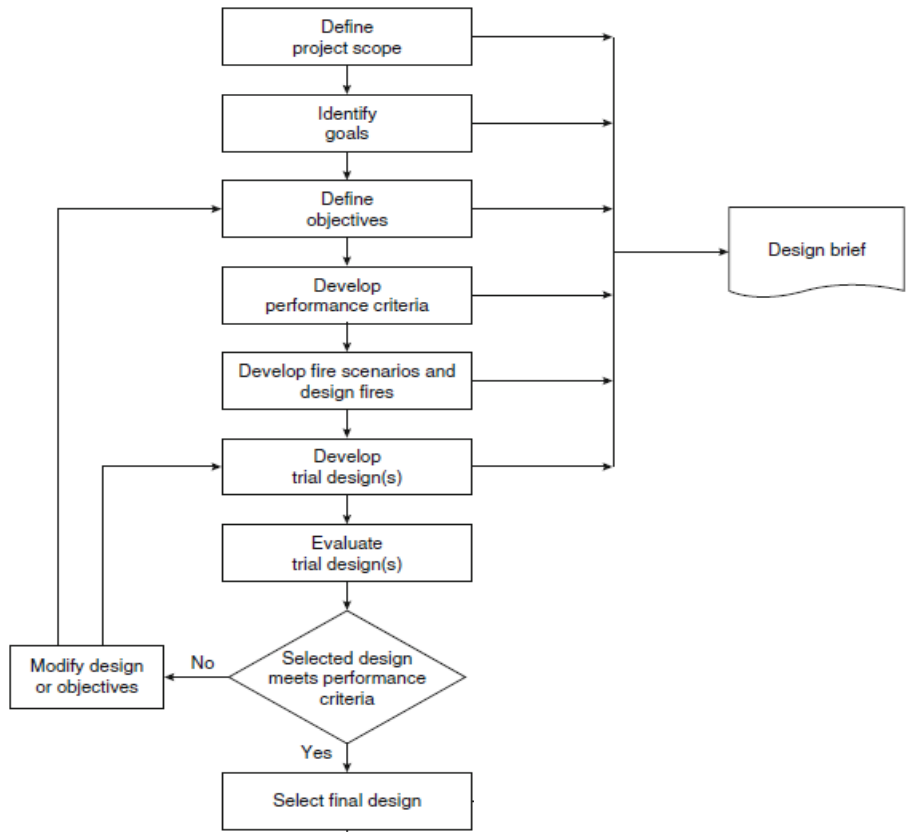 Define
project scope
Identify
goals
Define
objectives
Design brief
Develop
performance criteria
Develop fire scenarios and
design fires
Develop
trial design(s)
Evaluate
trial design(s)
Modify design
or objectives
No
Selected design
meets performance
criteria
Yes
Select final design